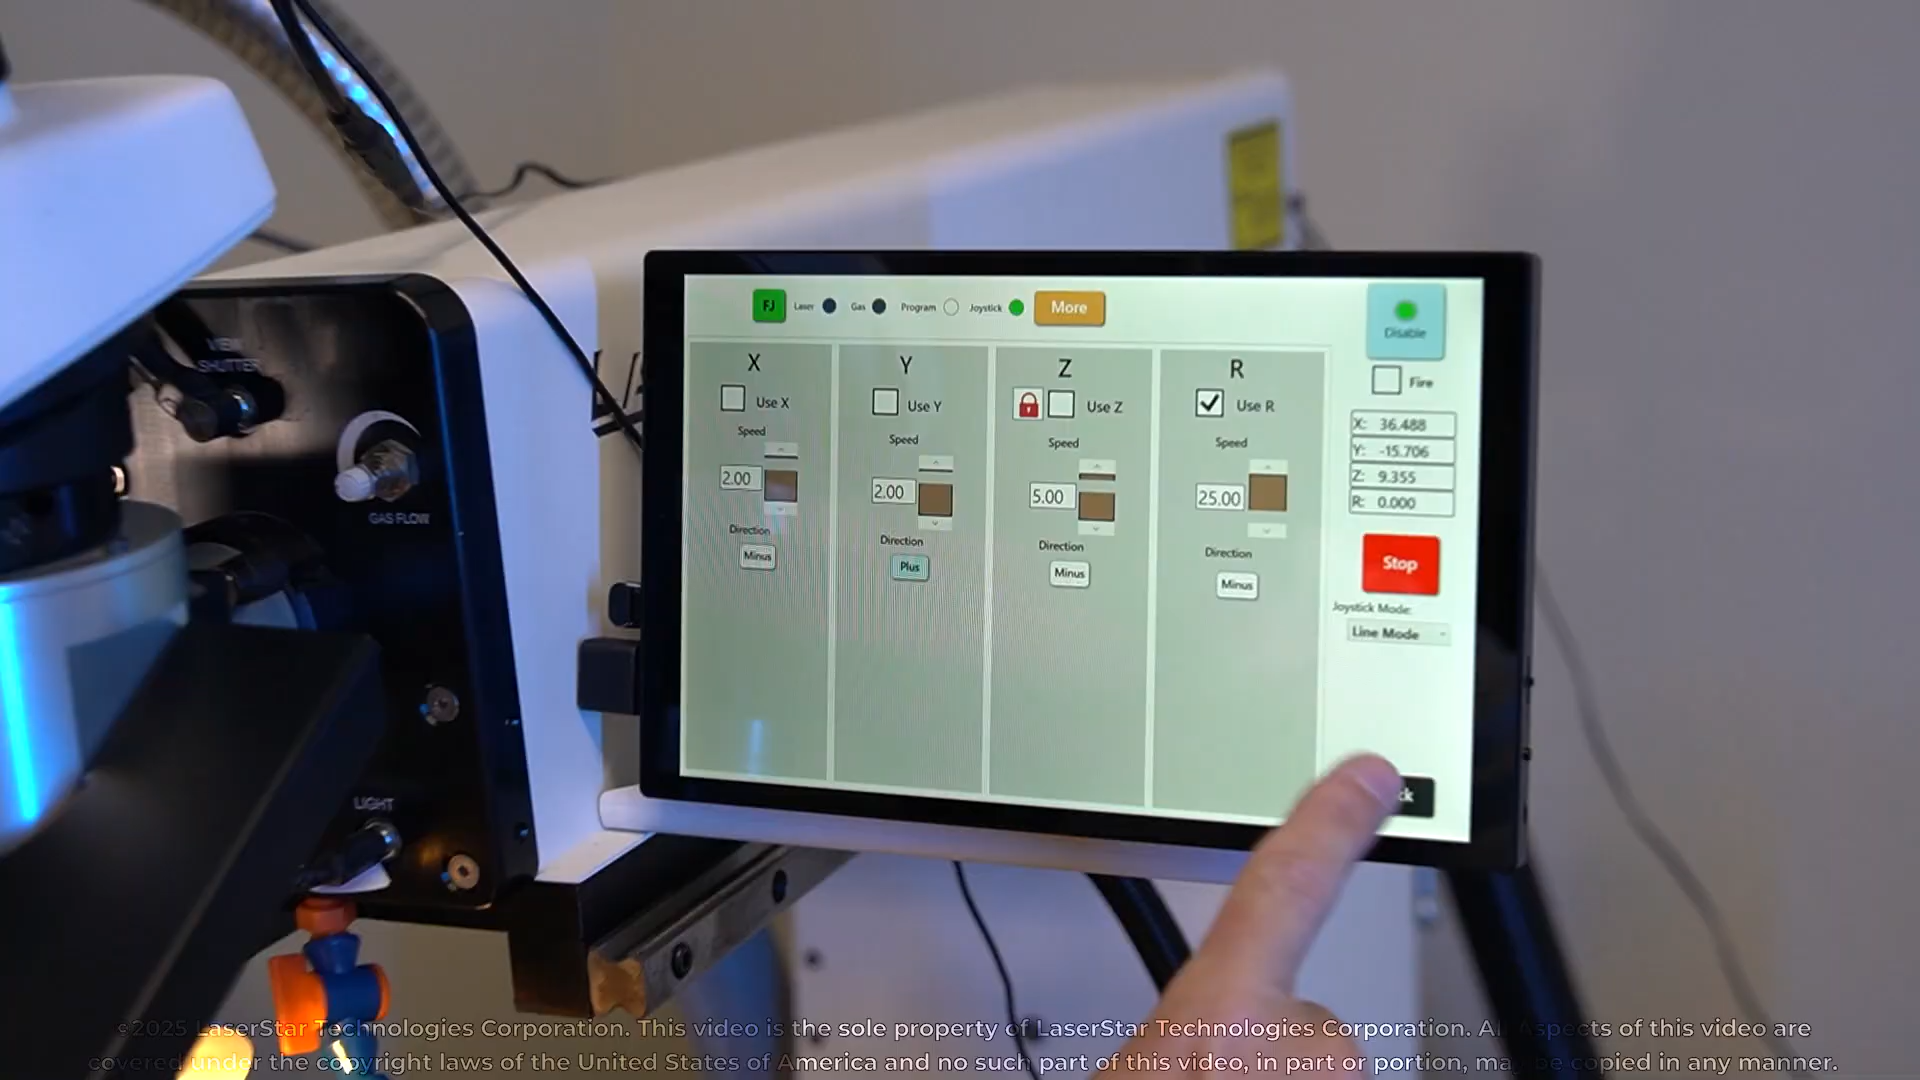 VIEW
SHUTTER
GAS FLOW
LIGHT
FJ Laser Gas Program Joystick More
Disable
Fire
X Y Z R
Use X Use Y Use Z Use R
Speed Speed Speed Speed
2.00 2.00 5.00 25.00
Direction Direction Direction Direction
Minus Plus Minus Minus
X: 36.488
Y: -15.706
Z: 9.355
R: 0.000
Stop
Joystick Mode:
Line Mode
©2025 LaserStar Technologies Corporation. This video is the sole property of LaserStar Technologies Corporation. All Aspects of this video are
covered under the copyright laws of the United States of America and no such part of this video, in part or portion, may be copied in any manner.